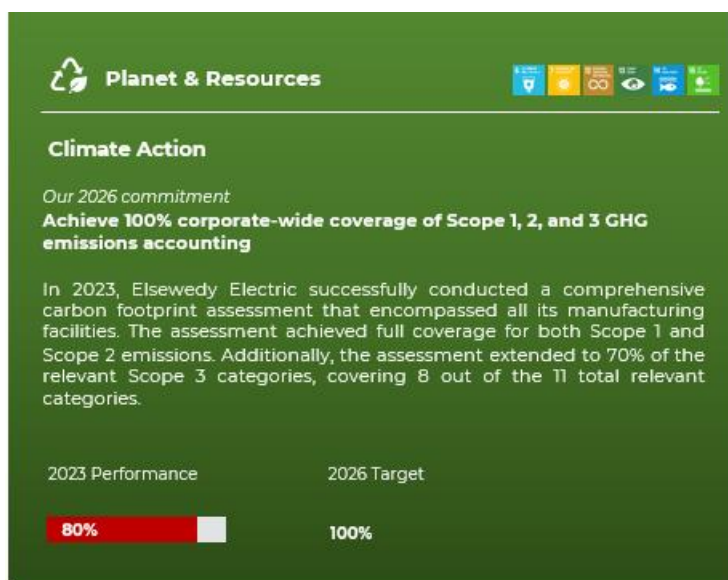 Planet & Resources
Climate Action
Our 2026 commitment
Achieve 100% corporate-wide coverage of Scope 1, 2, and 3 GHG
emissions accounting
In 2023, Elsewedy Electric successfully conducted a comprehensive
carbon footprint assessment that encompassed all its manufacturing
facilities. The assessment achieved full coverage for both Scope 1 and
Scope 2 emissions. Additionally, the assessment extended to 70% of the
relevant Scope 3 categories, covering 8 out of the 11 total relevant
categories.
2023 Performance
2026 Target
80%
100%